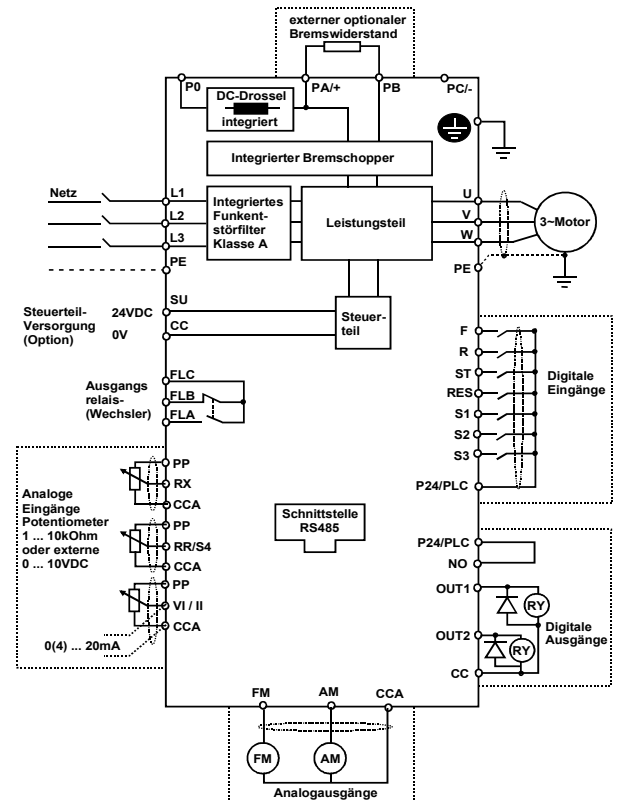 externer optionaler
Bremswiderstand
P0
PA/+
PB
PC/-
DC-Drossel
integriert
Integrierter Bremschopper
Netz
L1
L2
L3
PE
Integriertes
Funkent-
störfilter
Klasse A
Leistungsteil
U
V
W
PE
3~Motor
Steuerteil-
Versorgung
(Option)
24VDC
0V
SU
CC
Steuer-
teil
Ausgangs
relais-
(Wechsler)
FLC
FLB
FLA
F
R
ST
RES
S1
S2
S3
P24/PLC
Digitale
Eingänge
Analoge
Eingänge
Potentiometer
1 ... 10kOhm
oder externe
0 ... 10VDC
PP
RX
CCA
PP
RR/S4
CCA
PP
VI / II
CCA
0(4) ... 20mA
Schnittstelle
RS485
P24/PLC
NO
OUT1
RY
OUT2
RY
CC
Digitale
Ausgänge
FM
AM
CCA
FM
AM
Analogausgänge